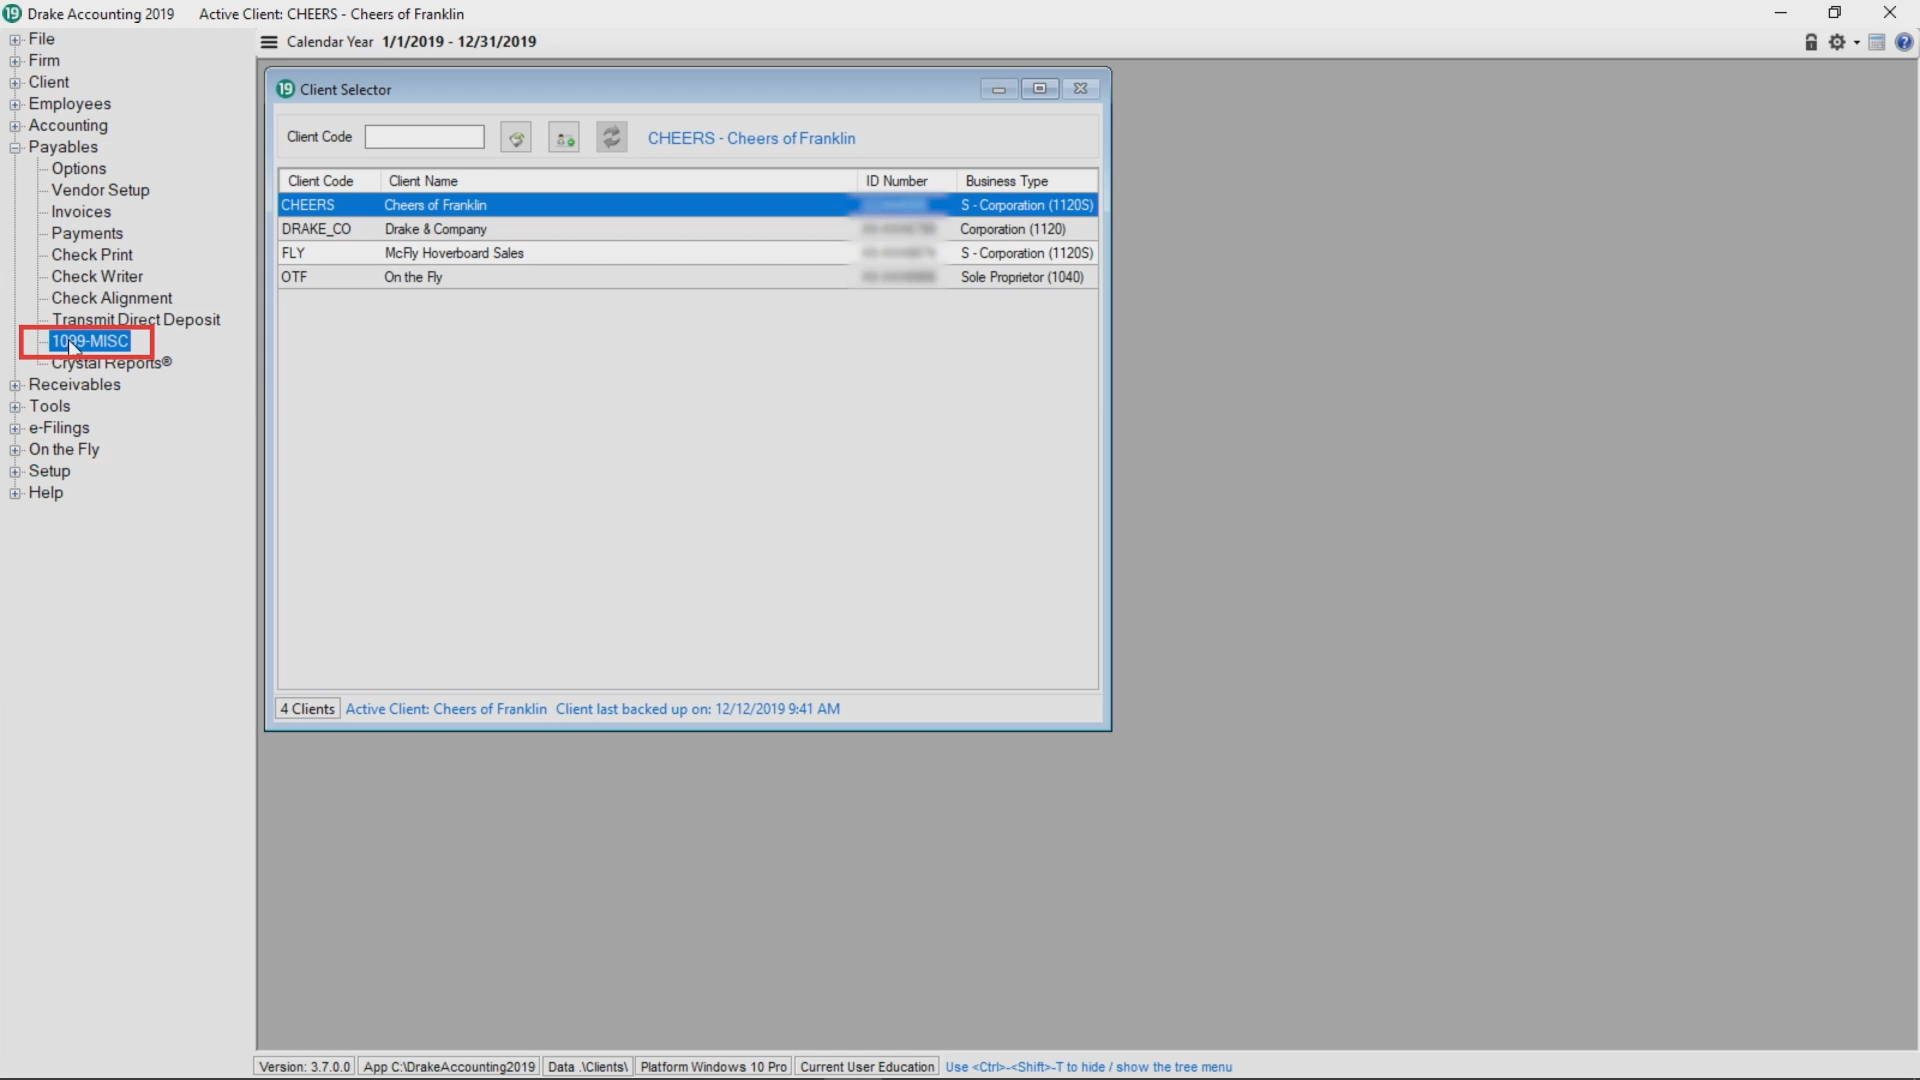 19 Drake Accounting 2019 Active Client: CHEERS - Cheers of Franklin
File
Firm
Client
Employees
Accounting
Payables
Options
Vendor Setup
Invoices
Payments
Check Print
Check Writer
Check Alignment
Transmit Direct Deposit
1099-MISC
Crystal Reports®
Receivables
Tools
e-Filings
On the Fly
Setup
Help
Calendar Year 1/1/2019 - 12/31/2019
19 Client Selector
Client Code CHEERS - Cheers of Franklin
Client Code Client Name ID Number Business Type
CHEERS Cheers of Franklin S - Corporation (1120S)
DRAKE_CO Drake & Company Corporation (1120)
FLY McFly Hoverboard Sales S - Corporation (1120S)
OTF On the Fly Sole Proprietor (1040)
4 Clients Active Client: Cheers of Franklin Client last backed up on: 12/12/2019 9:41 AM
Version: 3.7.0.0 App C:\DrakeAccounting2019 Data .\Clients\ Platform Windows 10 Pro Current User Education Use <Ctrl>-<Shift>-T to hide / show the tree menu